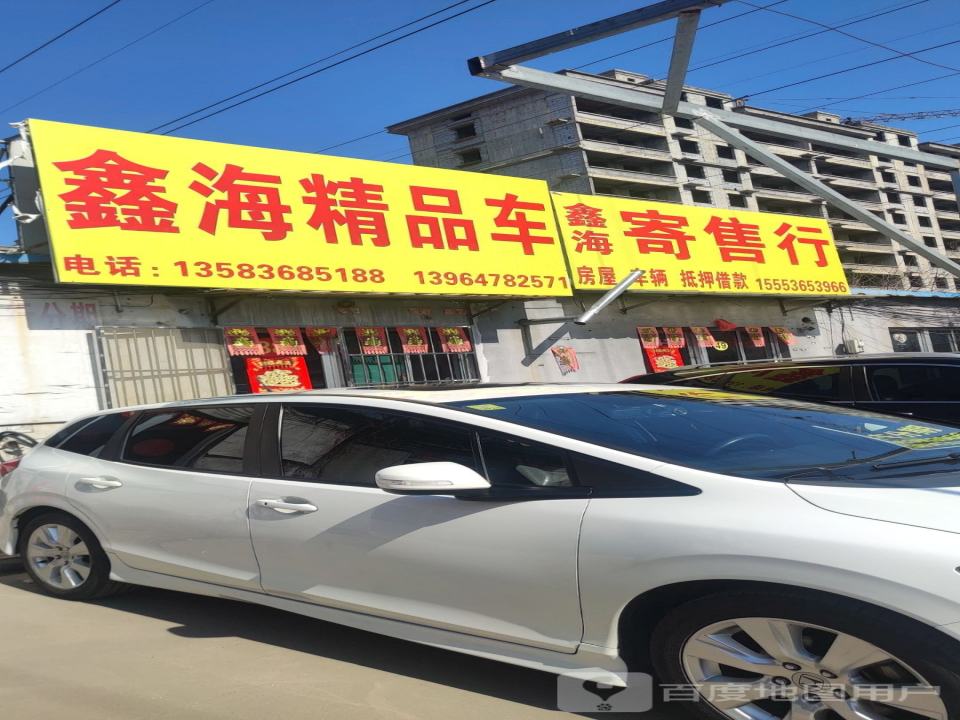 鑫海精品车
电话：13583685188 13964782571
鑫海
寄售行
房屋 车辆 抵押借款 15553653966
百度地图用户